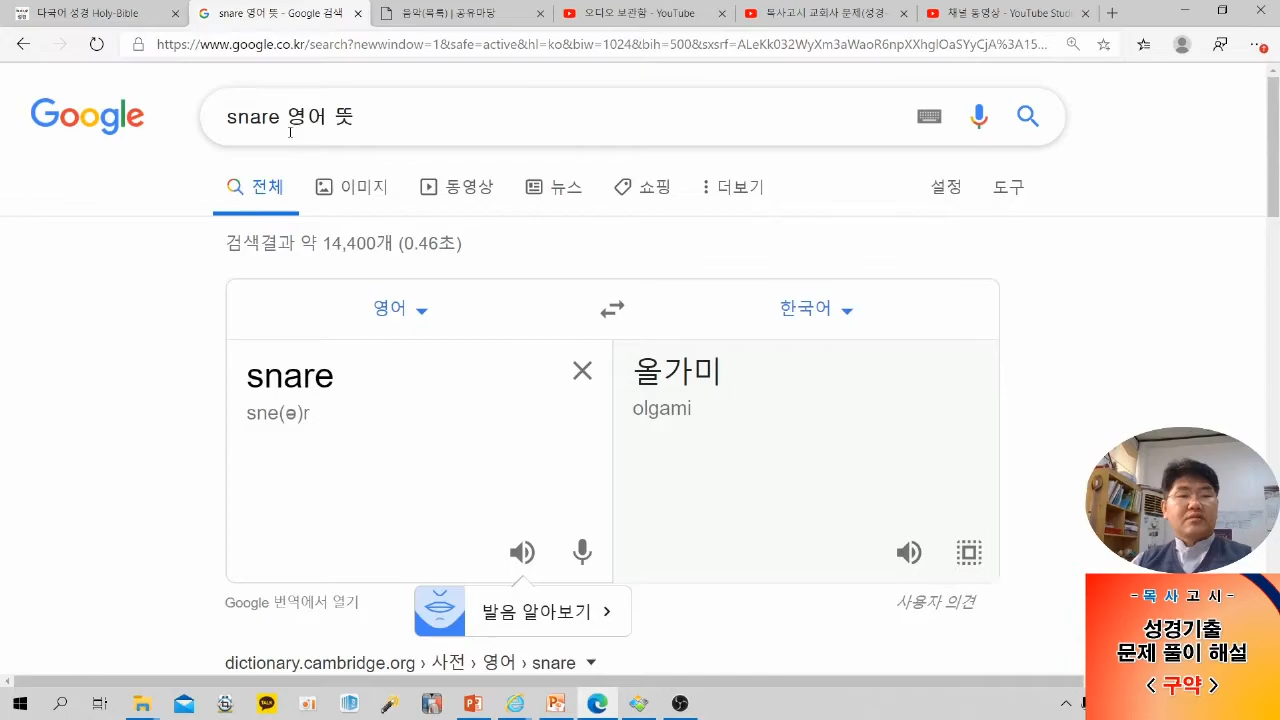 다국어 성경 Holy-Bible
snare 영어 뜻 - Google 검색
음악(목록) | 공유마당
오디오 보관함 - YouTube
목사고시 교회사 문제(성경-
채널 동영상 - YouTube Stud
https://www.google.co.kr/search?newwindow=1&safe=active&hl=ko&biw=1024&bih=500&sxsrf=ALeKk032WyXm3aWaoR6npXXhglOaSYyCjA%3A15...
Google
snare 영어 뜻
전체
이미지
동영상
뉴스
쇼핑
더보기
설정
도구
검색결과 약 14,400개 (0.46초)
영어
한국어
snare
올가미
sne(ə)r
olgami
Google 번역에서 열기
발음 알아보기
사용자 의견
dictionary.cambridge.org › 사전 › 영어 › snare
- 목 사 고 시 -
성경기출
문제 풀이 해설
< 구약 >